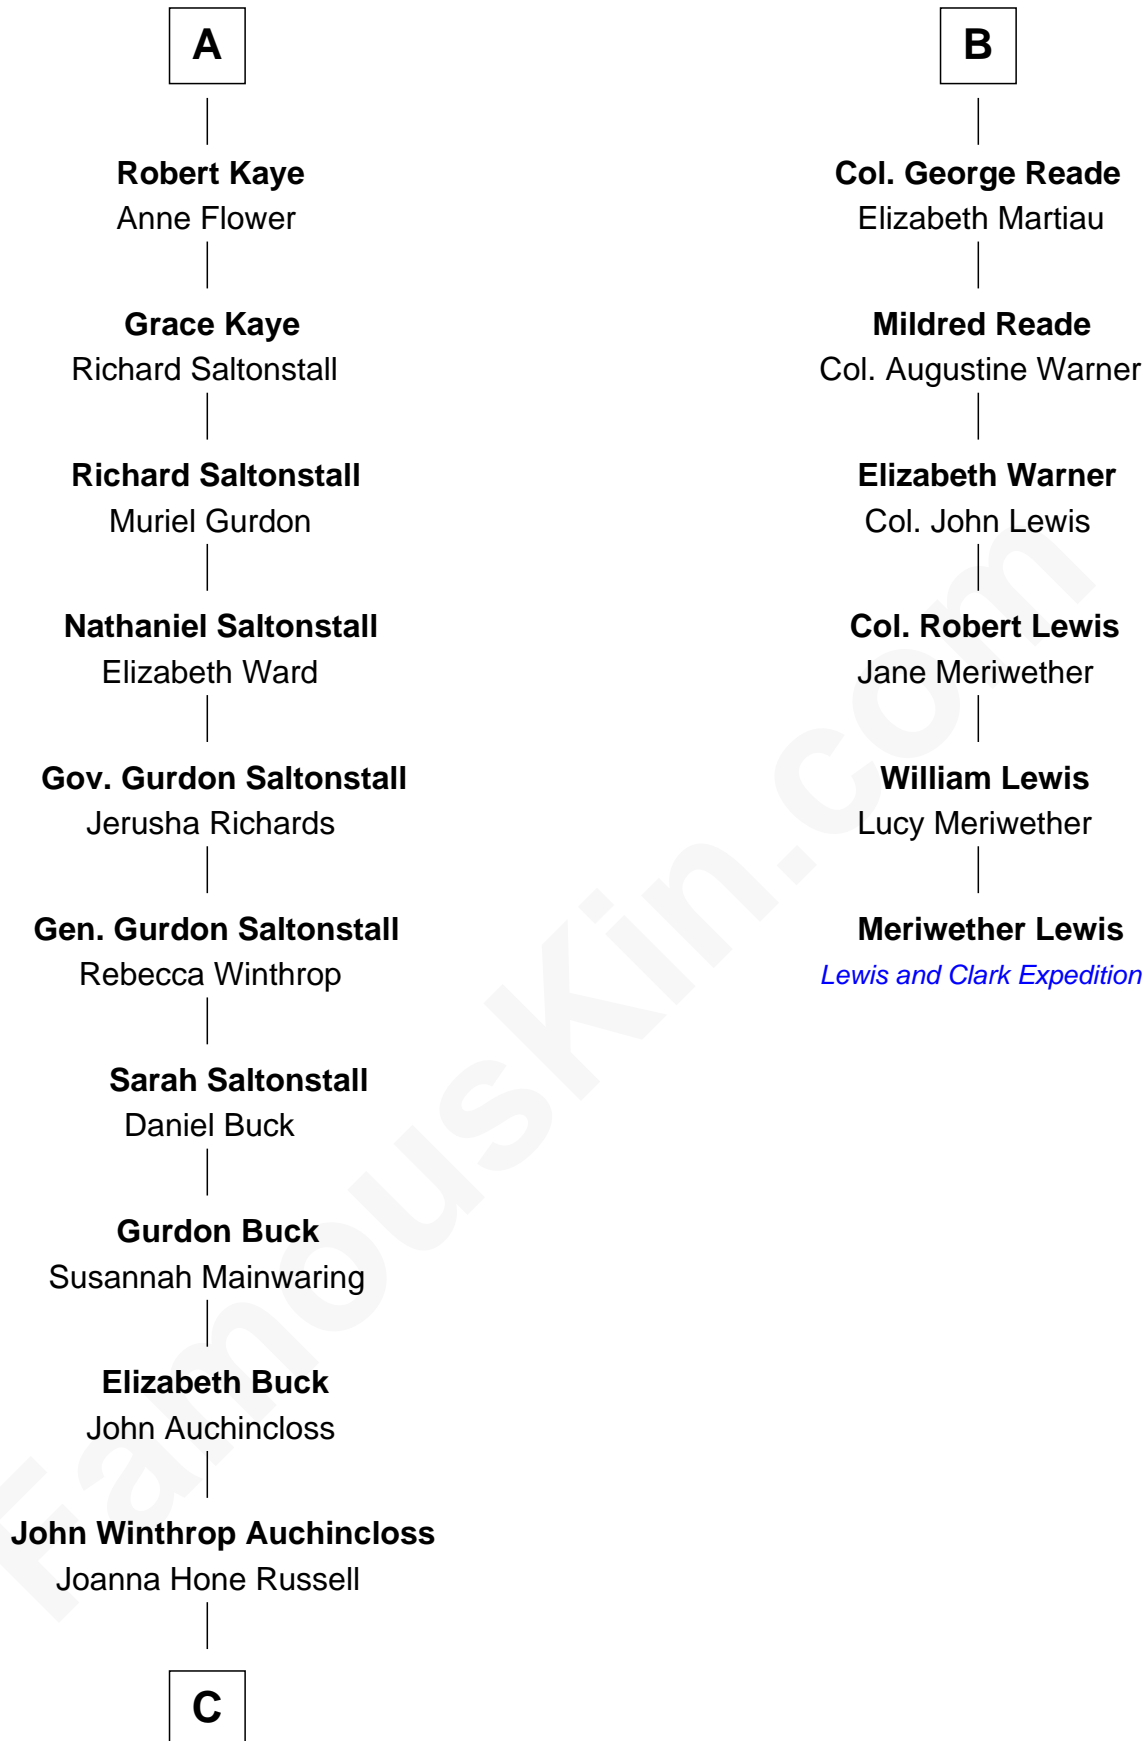 A
Robert Kaye
Anne Flower
Grace Kaye
Richard Saltonstall
Richard Saltonstall
Muriel Gurdon
Nathaniel Saltonstall
Elizabeth Ward
Gov. Gurdon Saltonstall
Jerusha Richards
Gen. Gurdon Saltonstall
Rebecca Winthrop
Sarah Saltonstall
Daniel Buck
Gurdon Buck
Susannah Mainwaring
Elizabeth Buck
John Auchincloss
John Winthrop Auchincloss
Joanna Hone Russell
C
B
Col. George Reade
Elizabeth Martiau
Mildred Reade
Col. Augustine Warner
Elizabeth Warner
Col. John Lewis
Col. Robert Lewis
Jane Meriwether
William Lewis
Lucy Meriwether
Meriwether Lewis
Lewis and Clark Expedition
FamousKin.com